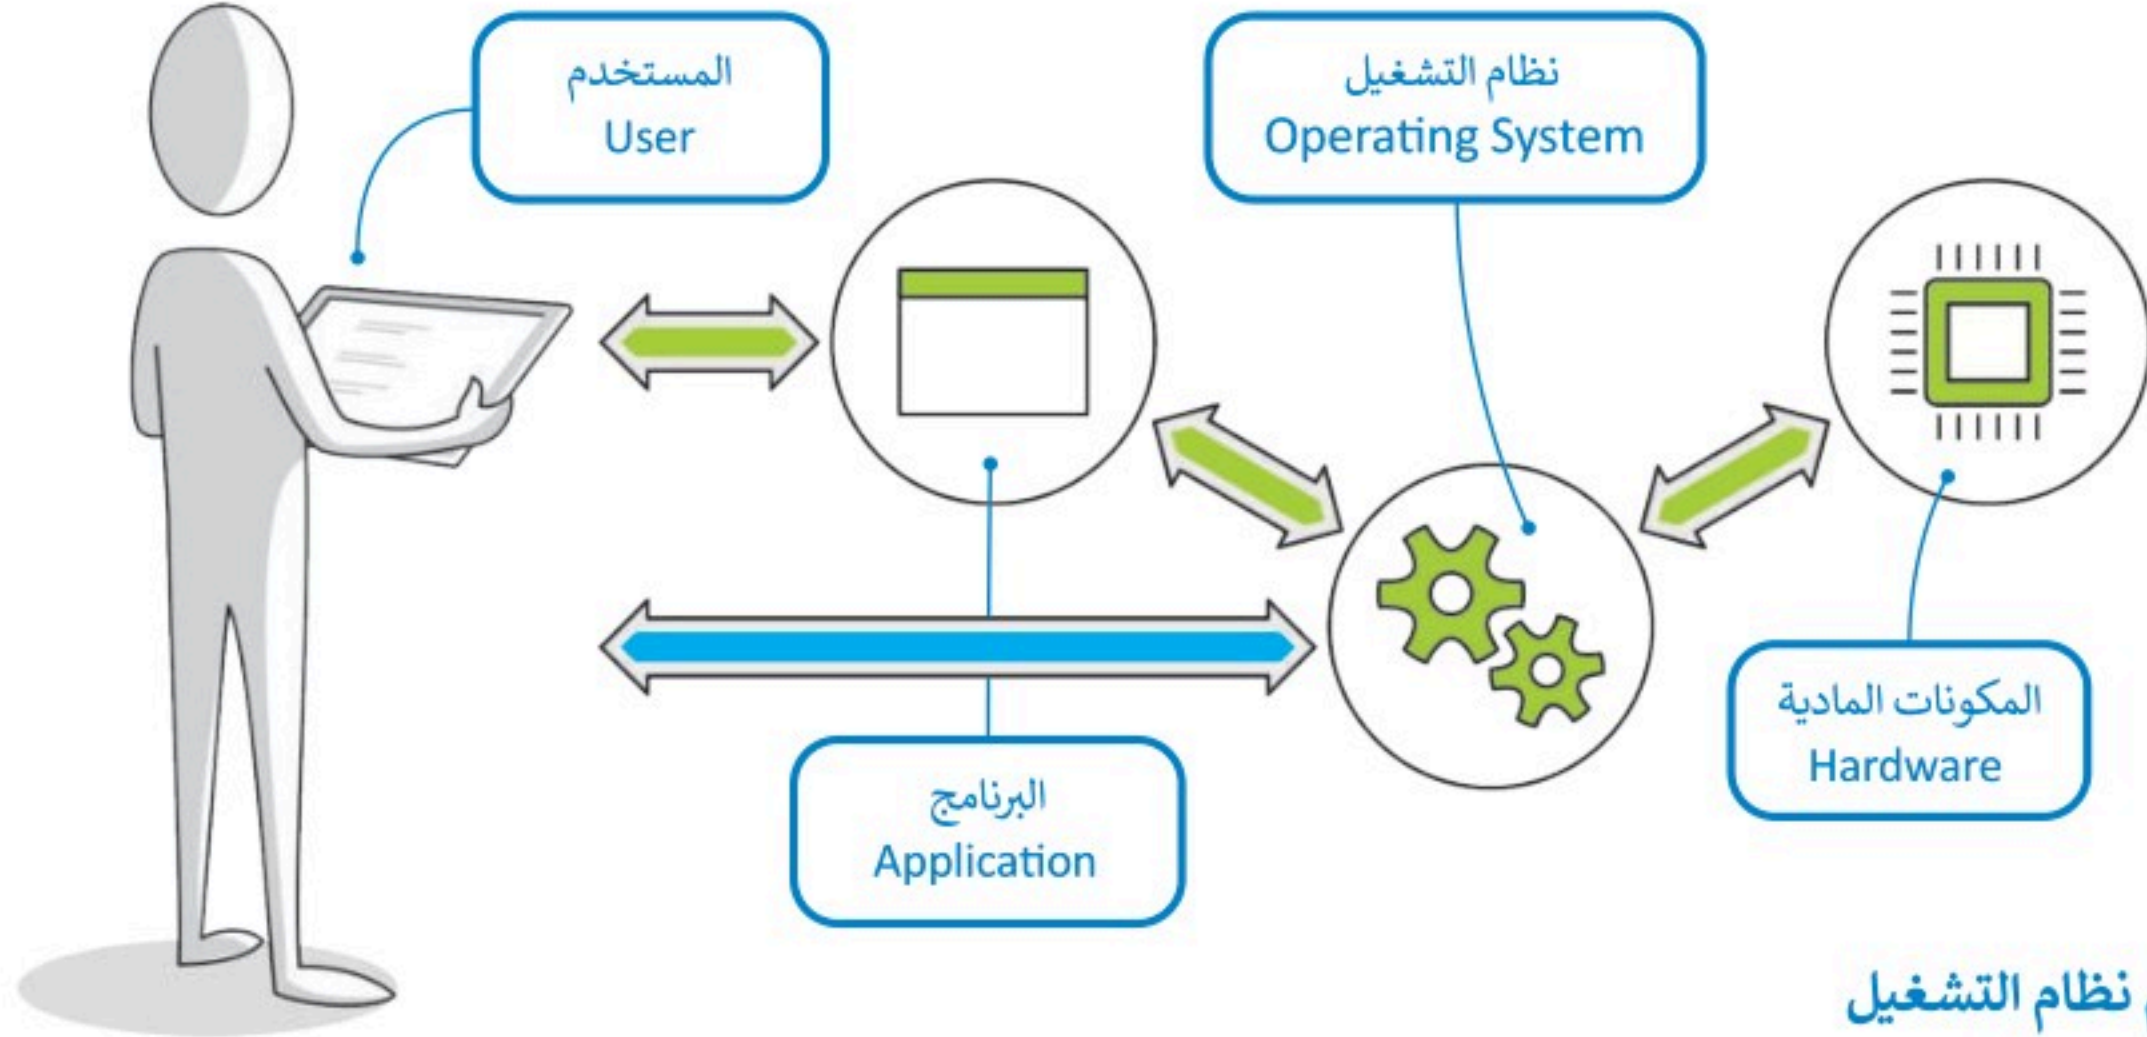 المستخدم
User
نظام التشغيل
Operating System
البرنامج
Application
المكونات المادية
Hardware
نظام التشغيل